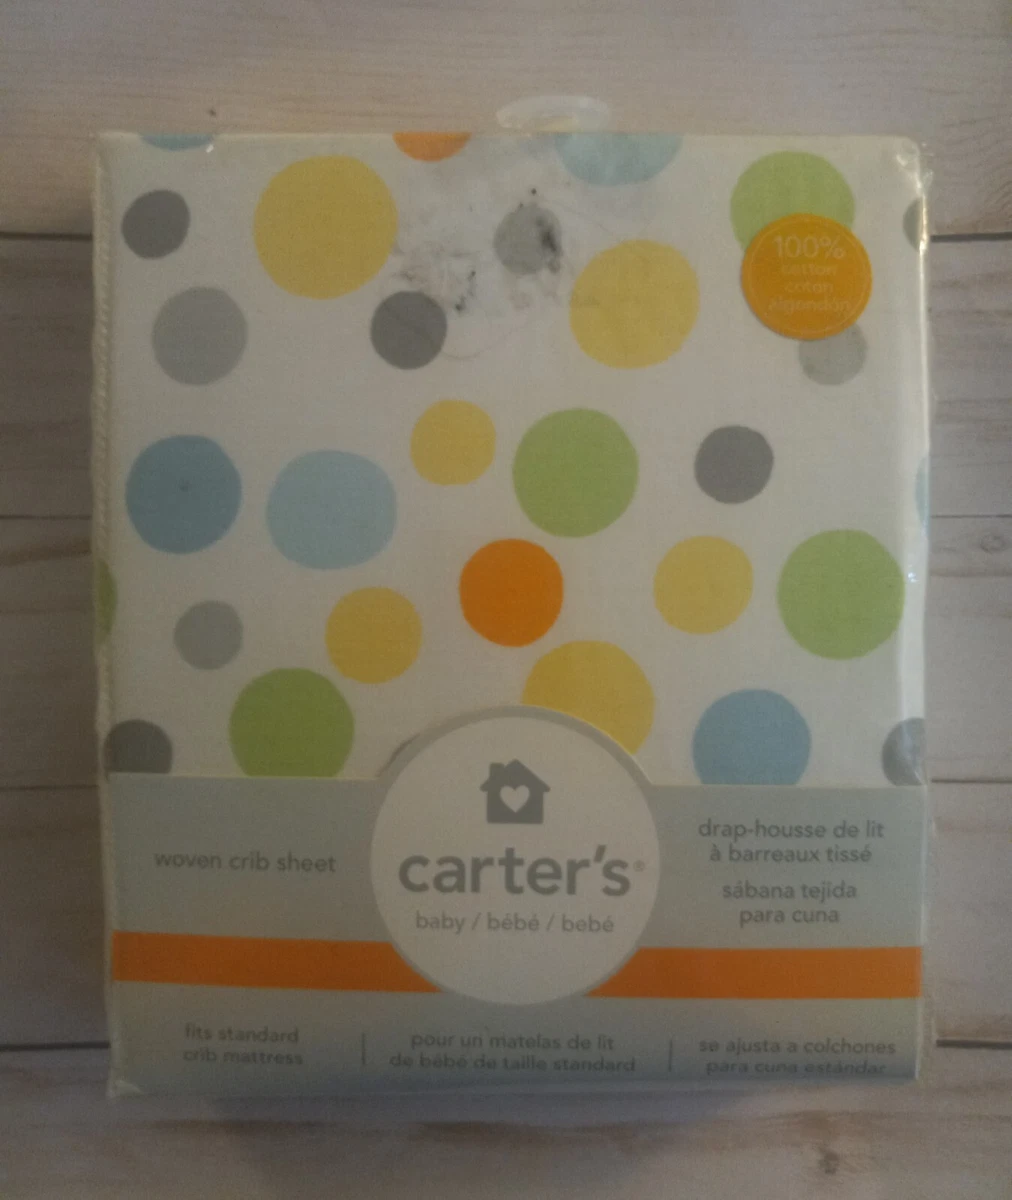 100%
cotton
coton
algodón
woven crib sheet
carter's®
baby / bébé / bebé
drap-housse de lit
à barreaux tissé
sábana tejida
para cuna
fits standard
crib mattress
pour un matelas de lit
de bébé de taille standard
se ajusta a colchones
para cuna estándar